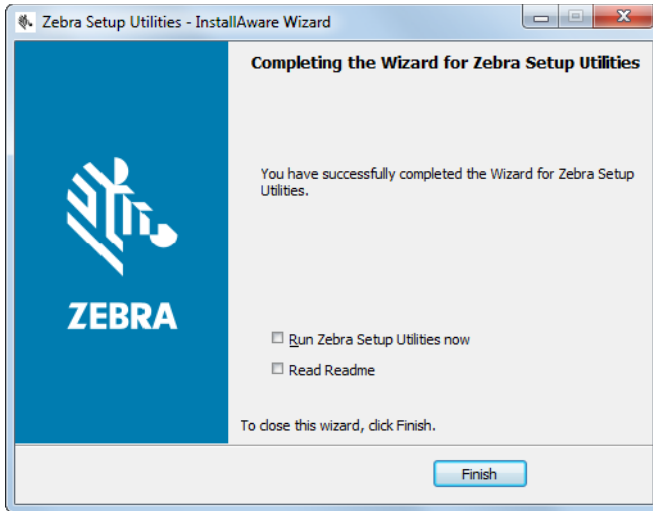 Zebra Setup Utilities - InstallAware Wizard
Completing the Wizard for Zebra Setup Utilities
You have successfully completed the Wizard for Zebra Setup
Utilities.
ZEBRA
Run Zebra Setup Utilities now
Read Readme
To close this wizard, click Finish.
Finish